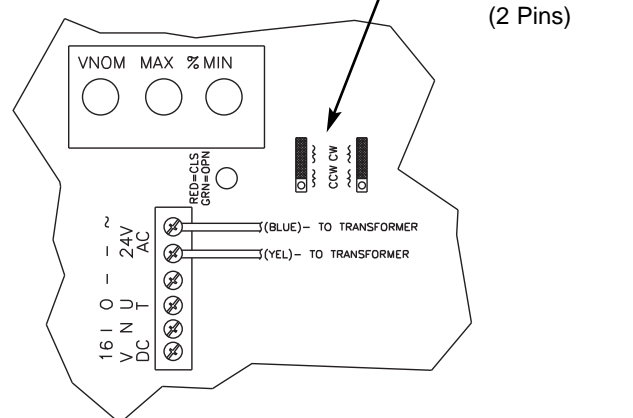 (2 Pins)
VNOM MAX % MIN
RED=CLS
GRN=OPN
CCW CW
(BLUE)- TO TRANSFORMER
(YEL)- TO TRANSFORMER
16 I O - - ~
V N U 24V
DC T AC